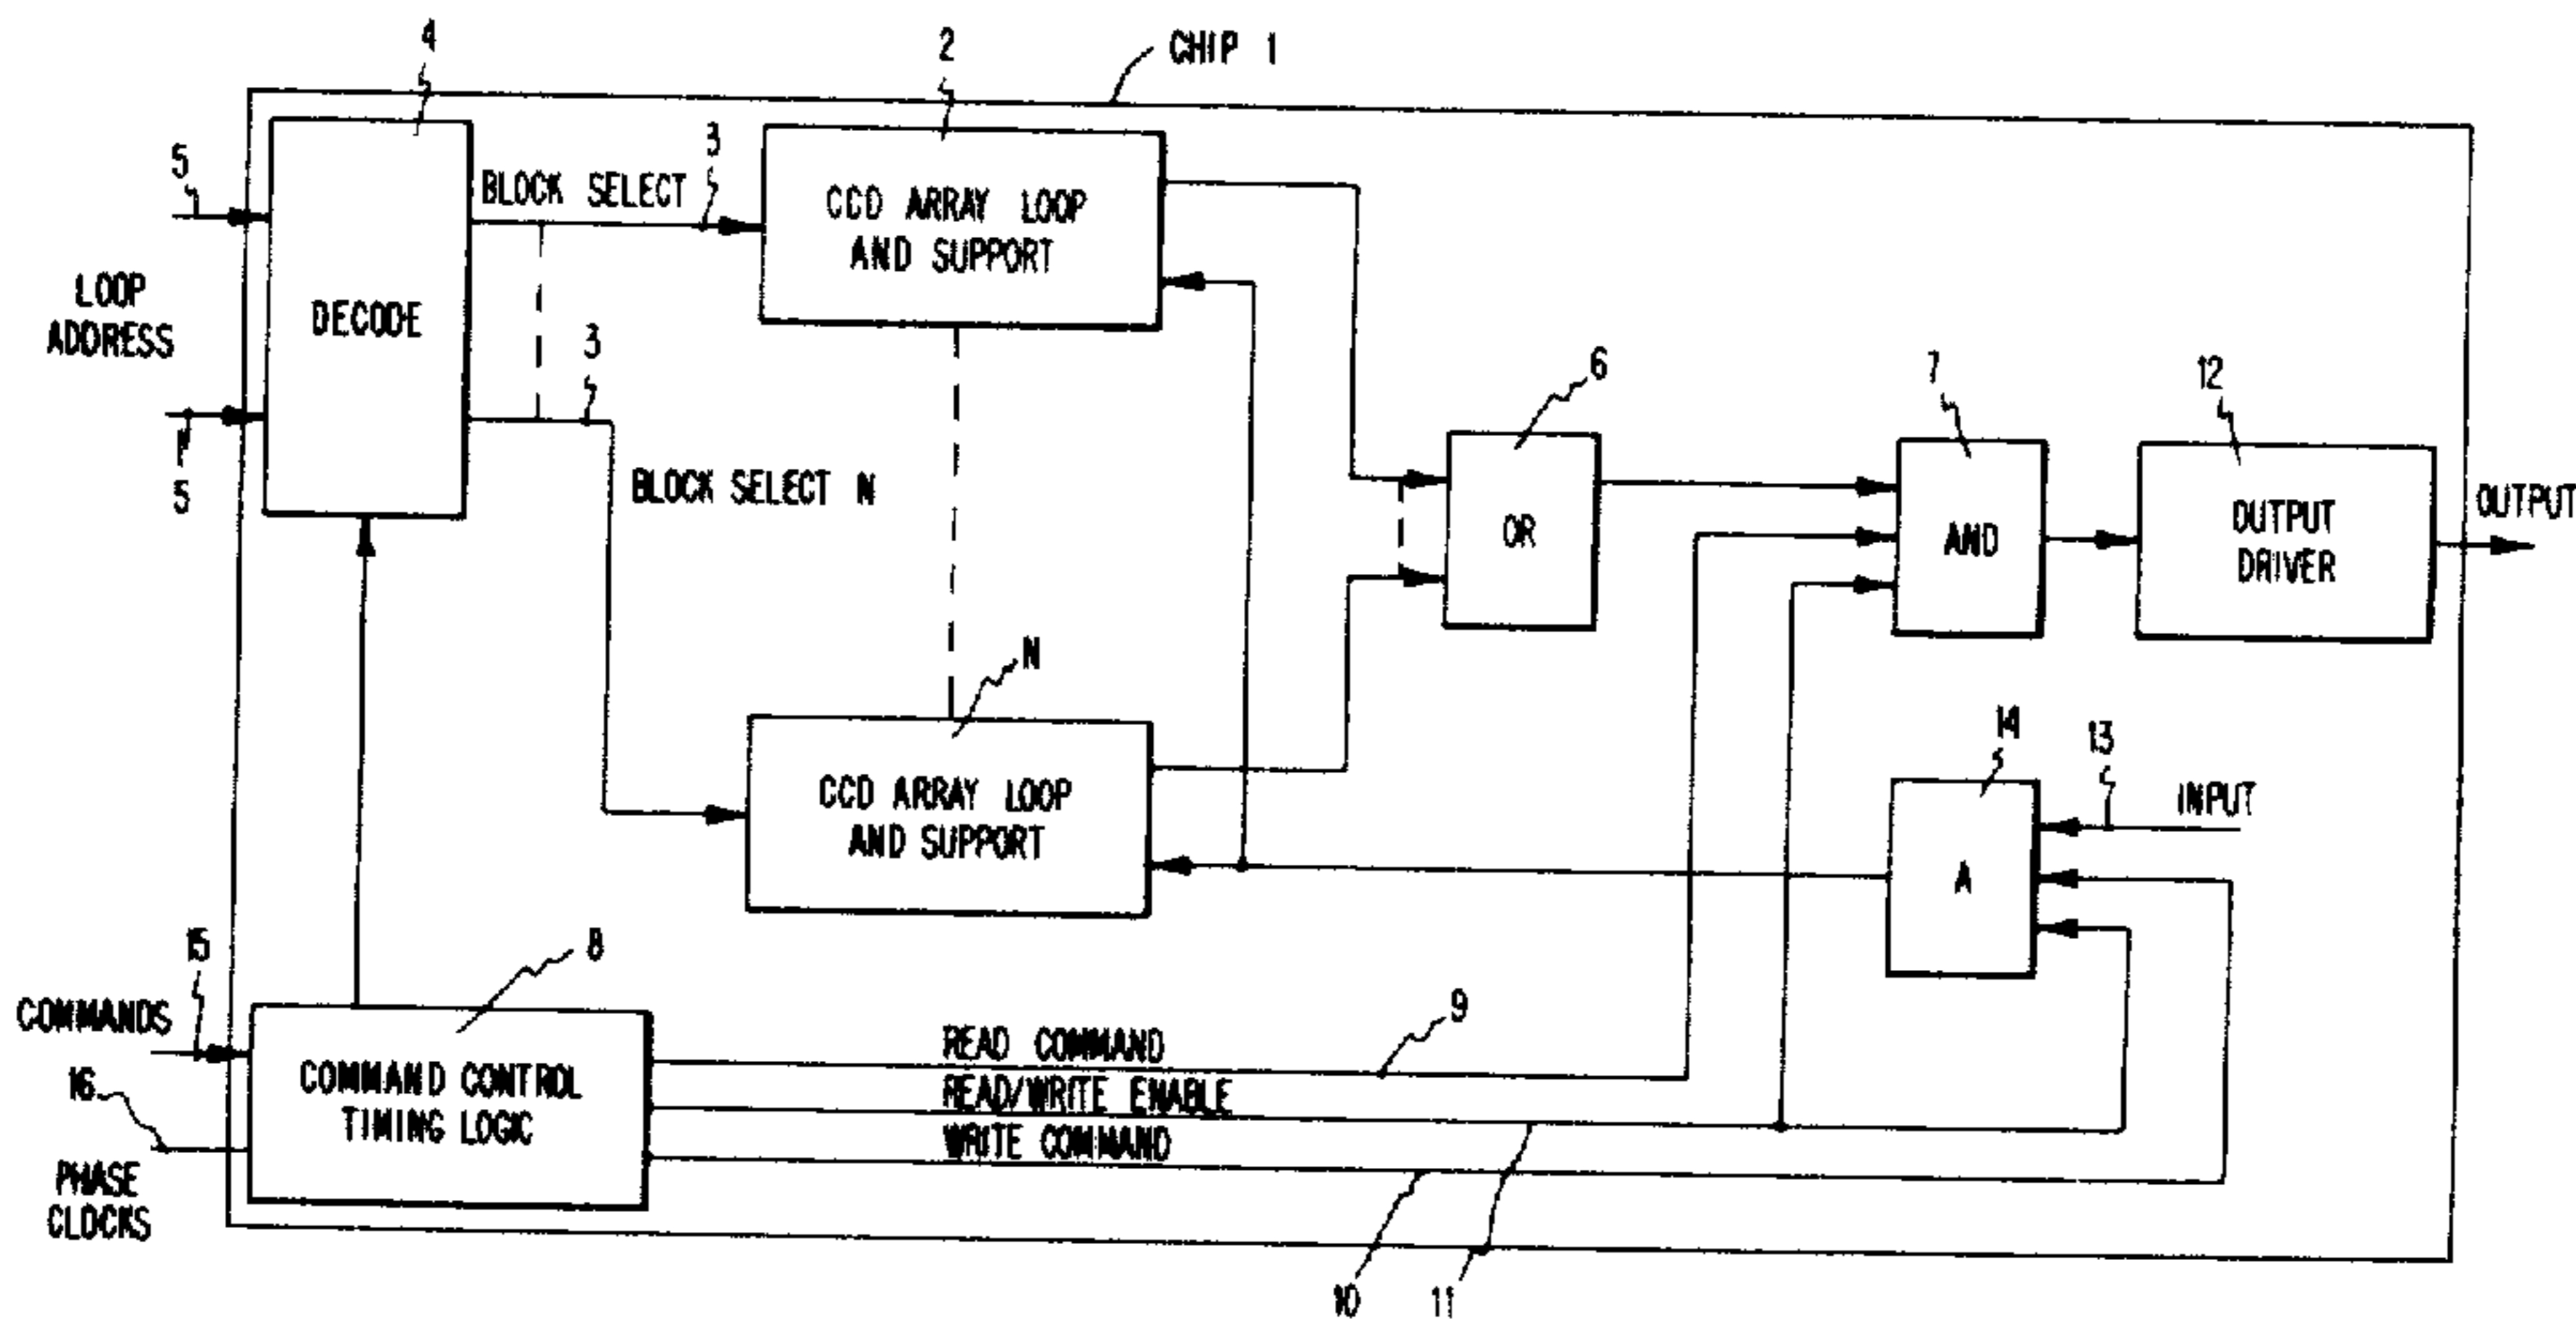 CHIP 1
4
2
5
BLOCK SELECT
3
CCD ARRAY LOOP
AND SUPPORT
LOOP
ADDRESS
DECODE
3
6
7
12
5
BLOCK SELECT N
OR
AND
OUTPUT
DRIVER
OUTPUT
N
CCD ARRAY LOOP
AND SUPPORT
14
13
INPUT
A
15
8
COMMANDS
16
COMMAND CONTROL
TIMING LOGIC
PHASE
CLOCKS
READ COMMAND
9
READ/WRITE ENABLE
WRITE COMMAND
10
11